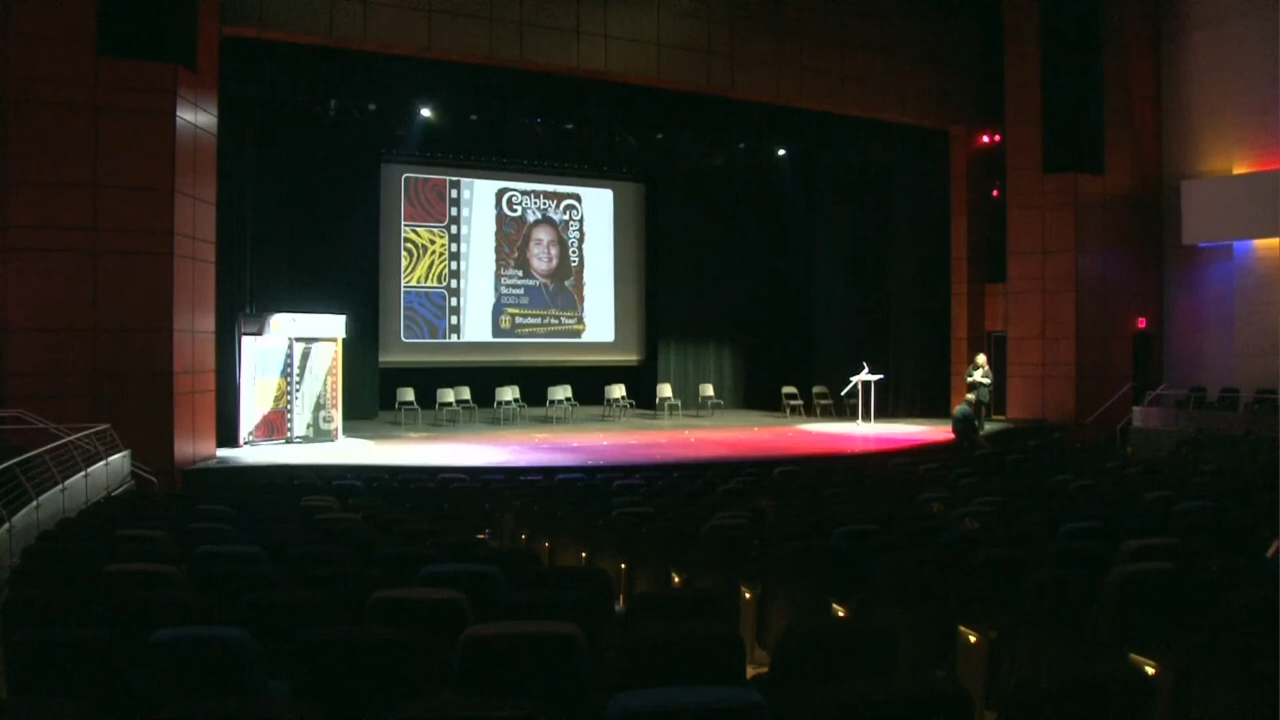 Gabby
Gascon
Luling
Elementary
School
2021-22
Student of the Year!